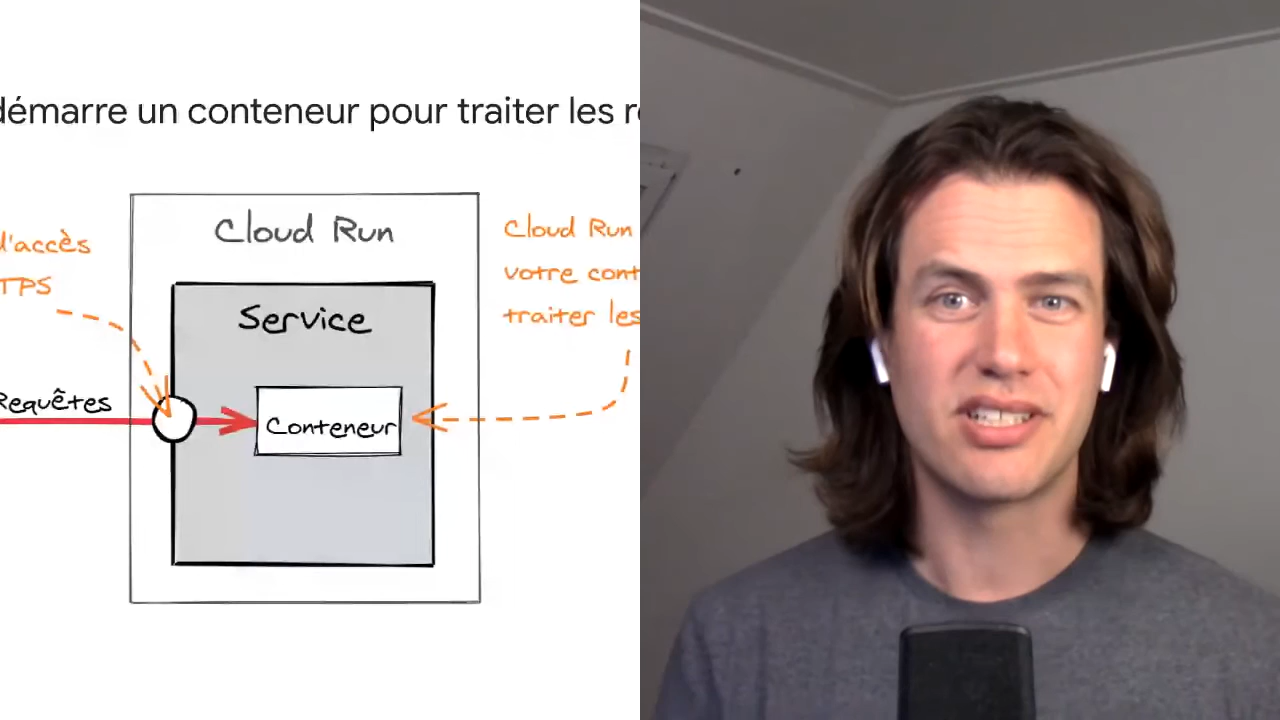 démarre un conteneur pour traiter les re
Cloud Run
d'accès
TPS
Service
Requêtes
Conteneur
Cloud Run
votre cont
traiter les